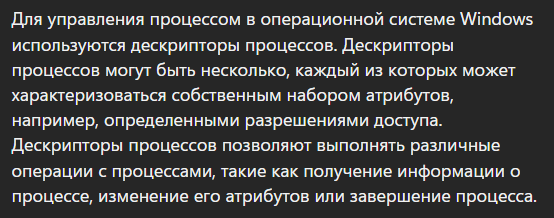 Для управления процессом в операционной системе Windows
используются дескрипторы процессов. Дескрипторы
процессов могут быть несколько, каждый из которых может
характеризоваться собственным набором атрибутов,
например, определенными разрешениями доступа.
Дескрипторы процессов позволяют выполнять различные
операции с процессами, такие как получение информации о
процессе, изменение его атрибутов или завершение процесса.